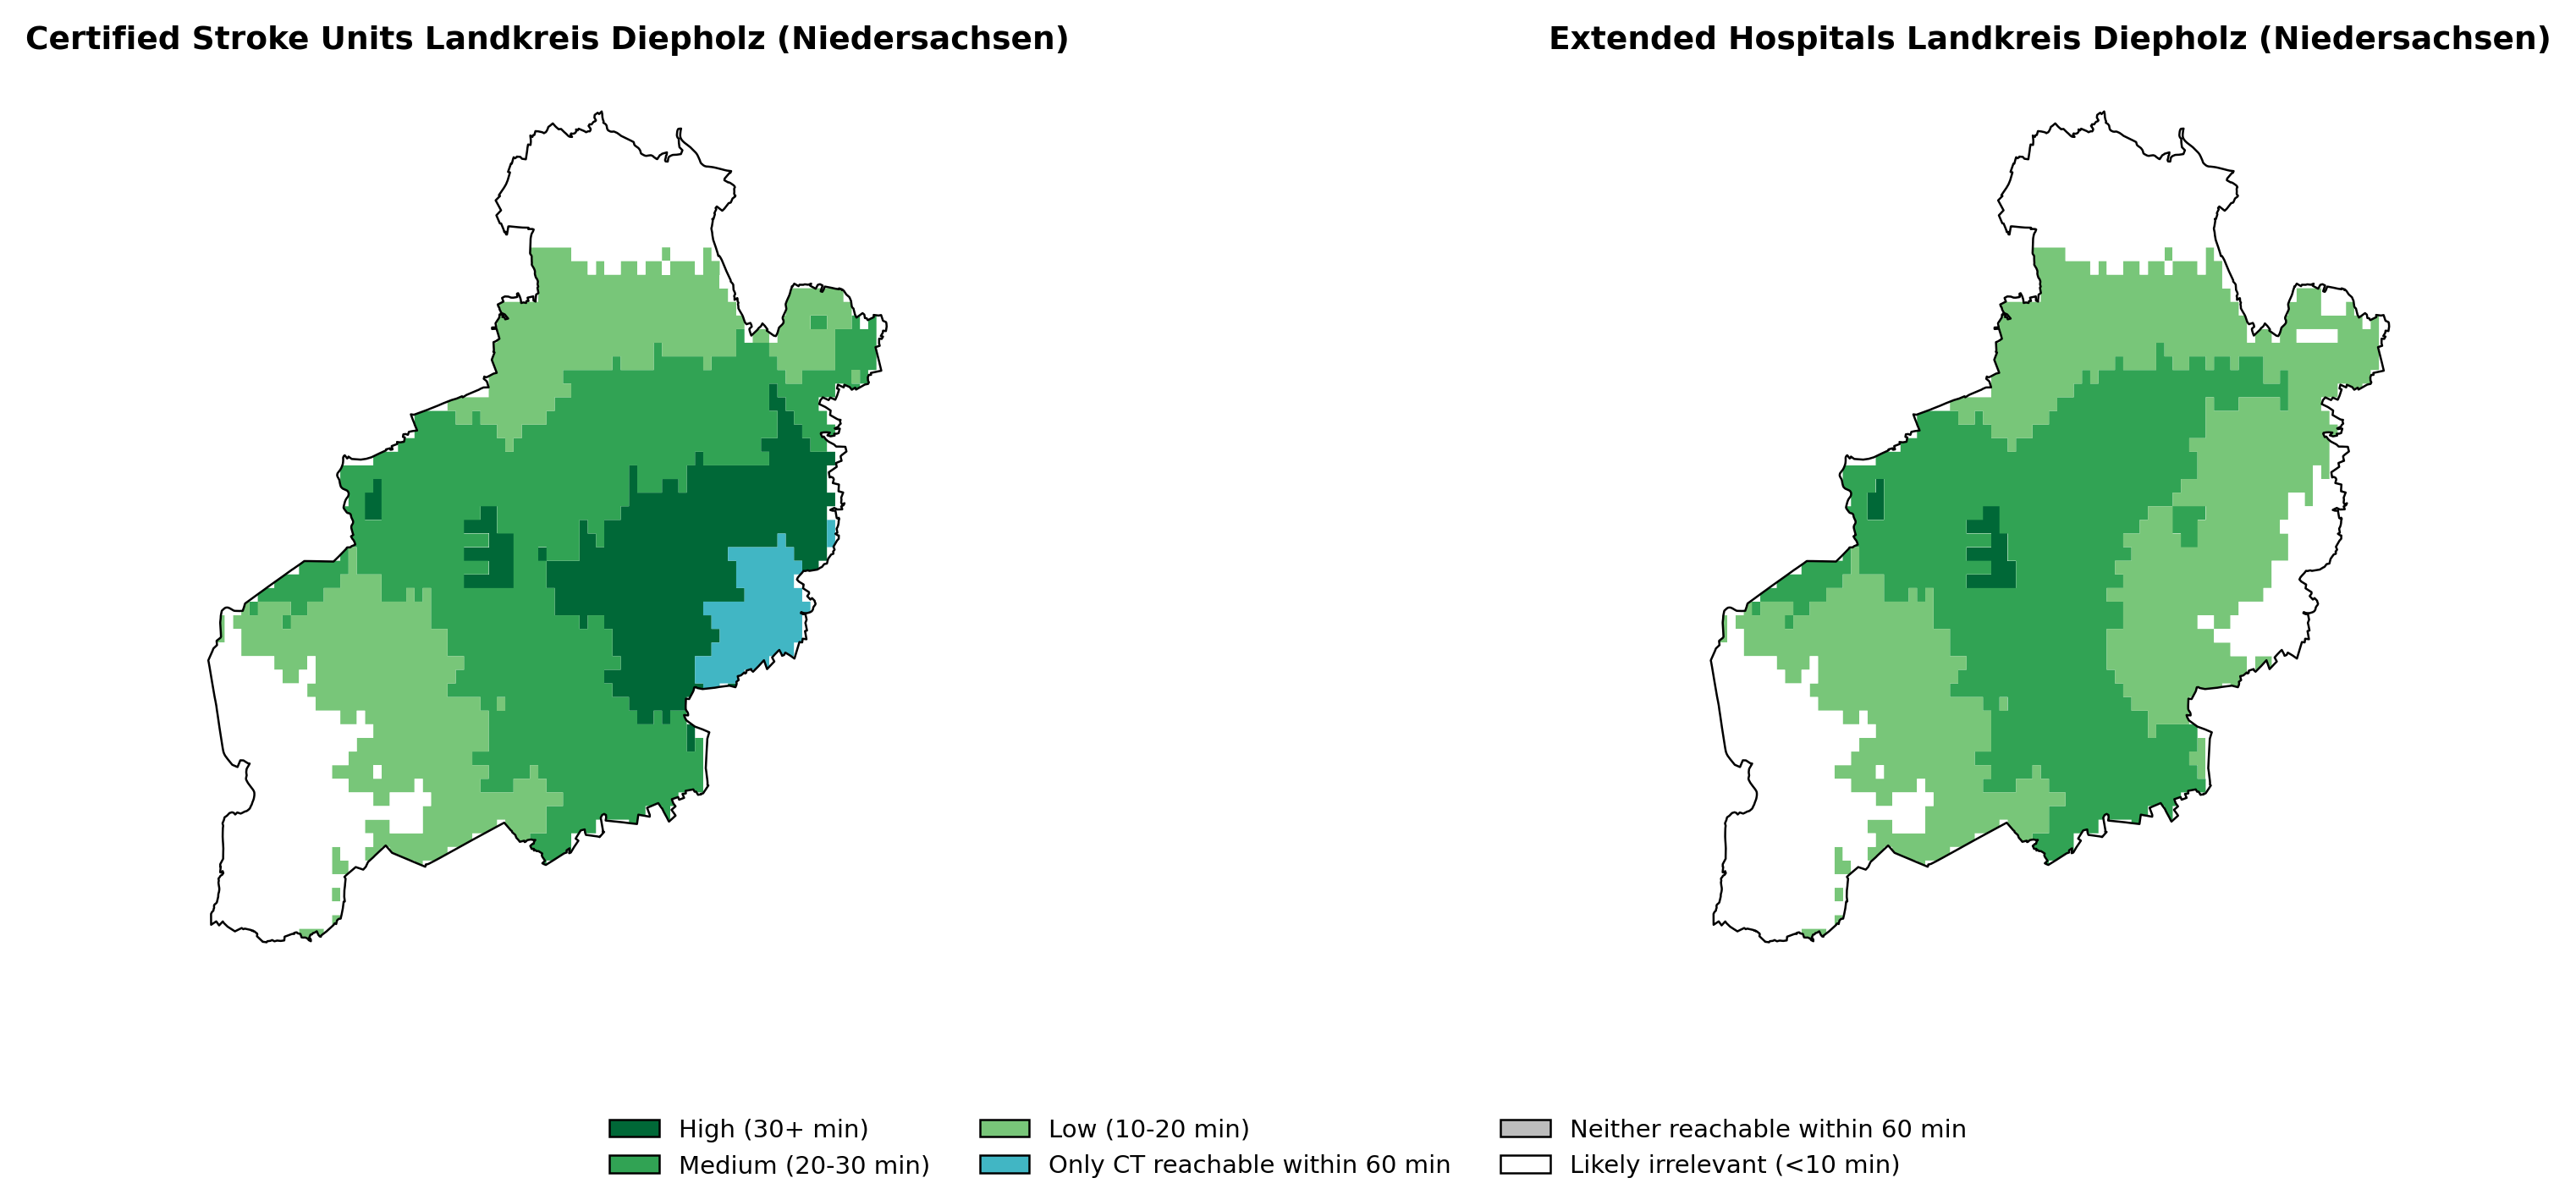 Certified Stroke Units Landkreis Diepholz (Niedersachsen)
Extended Hospitals Landkreis Diepholz (Niedersachsen)
High (30+ min)
Medium (20-30 min)
Low (10-20 min)
Only CT reachable within 60 min
Neither reachable within 60 min
Likely irrelevant (<10 min)